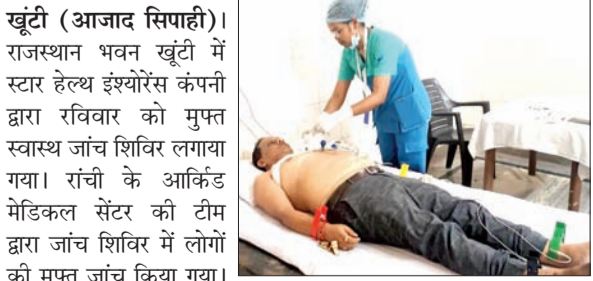 खूंटी (आजाद सिपाही)।
राजस्थान भवन खूंटी में
स्टार हेल्थ इंश्योरेंस कंपनी
द्वारा रविवार को मुफ्त
स्वास्थ जांच शिविर लगाया
गया। रांची के आर्किड
मेडिकल सेंटर की टीम
द्वारा जांच शिविर में लोगों
की मुफ्त जांच किया गया।